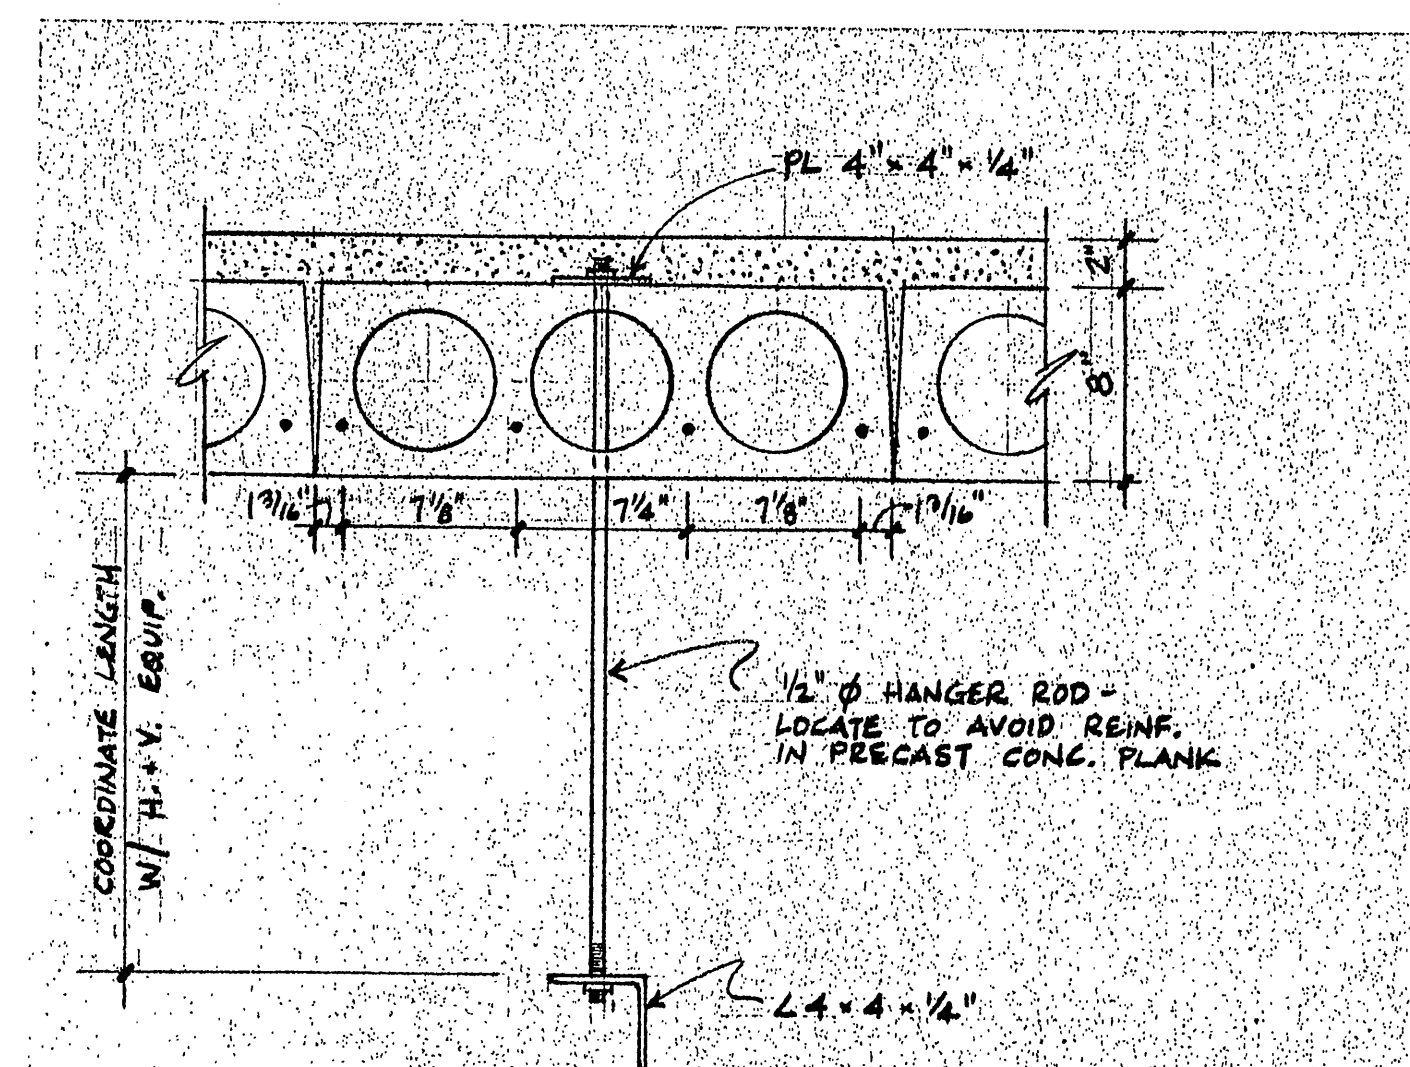 PL 4" x 4" x 1/4"
2"
8"
1 3/16"
7 1/8"
7 1/4"
7 1/8"
1 3/16"
COORDINATE LENGTH
W/ H. + V. EQUIP.
1/2" Ø HANGER ROD -
LOCATE TO AVOID REINF.
IN PRECAST CONC. PLANK
L 4 x 4 x 1/4"